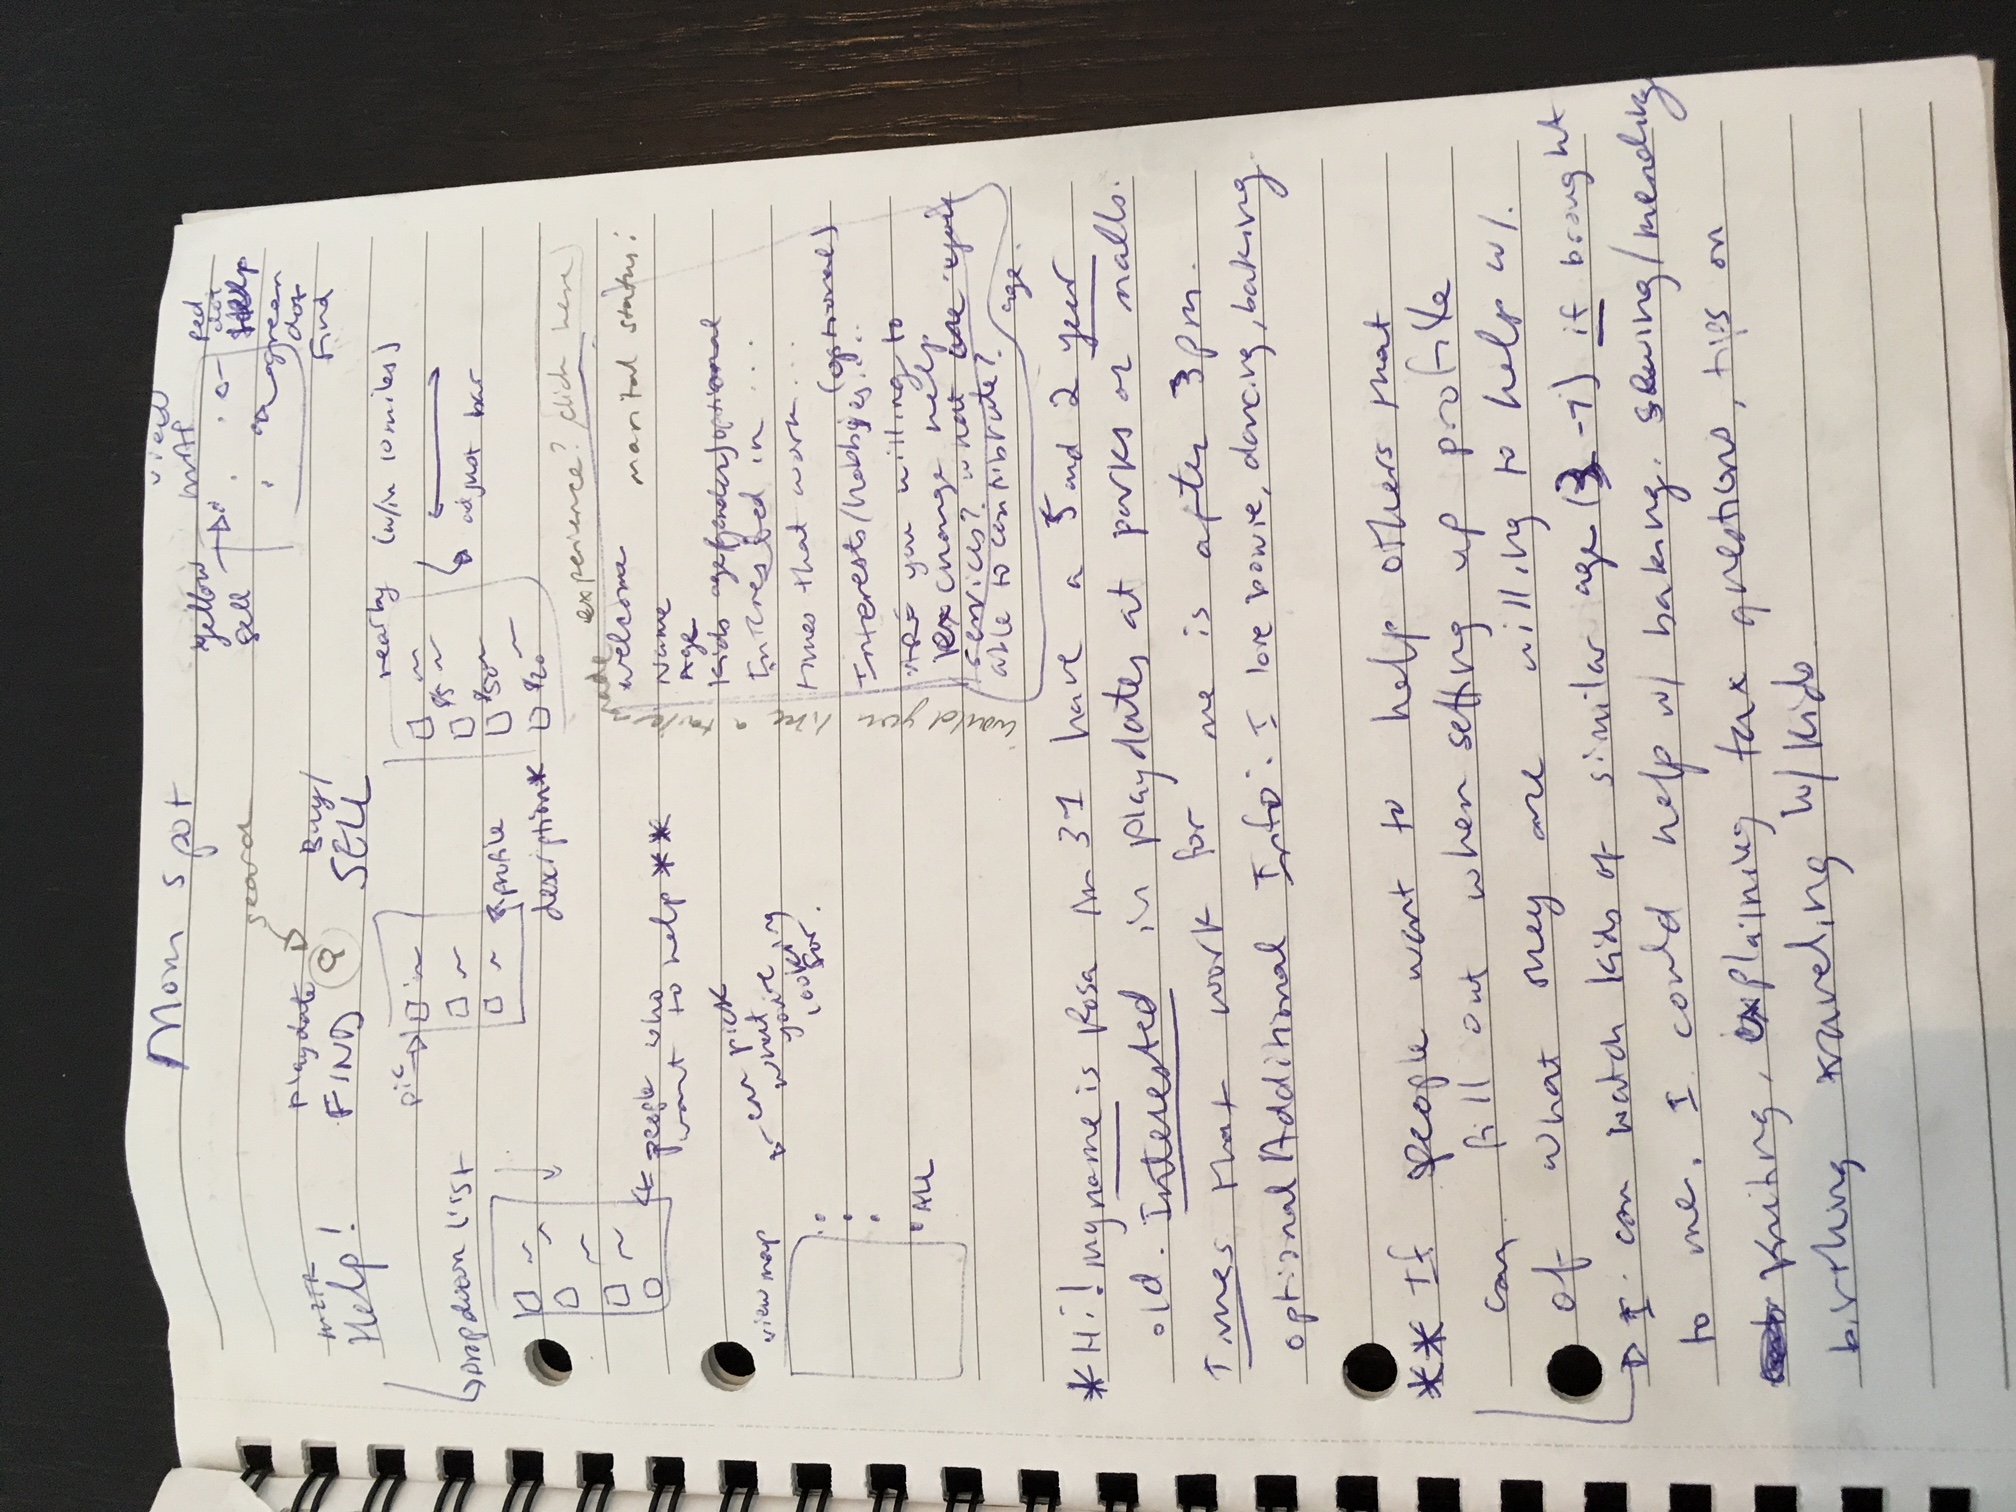 Mom spot
view
MAP
yellow
sell
red
dot
Help
green
dot
Find
search
Help!
playdate
FIND
Buy/
SELL
pic
nearby (w/in 10 miles)
adjust bar
$5
$50
$20
Dropdown list
profile
description*
people who
want to help **
would you like a tailermade experience? click here
welcome
marital status:
Name
Age
Kids age(gender)optional
Interested in ...
times that work...
Interests/hobbyies.... (optional)
ARE you willing to
exchange help
services? what are you
able to contribute?
age.
view map
can pick
what
you're
looking
for.
ALL
* Hi! my name is Rosa Im 31 have a 5 and 2 year
old. Interested in playdates at parks or malls.
Times that work for me is after 3pm.
optional Additional Info: I love bowie, dancing, baking.
** If people want to help others that
can fill out when setting up profile
of what they are willing to help w/.
I can watch kids of similar age (3-7) if brought
to me. I could help w/ baking. sewing/mending
Kniting, explaining tax questions, tips on
birthing traveling w/ kids